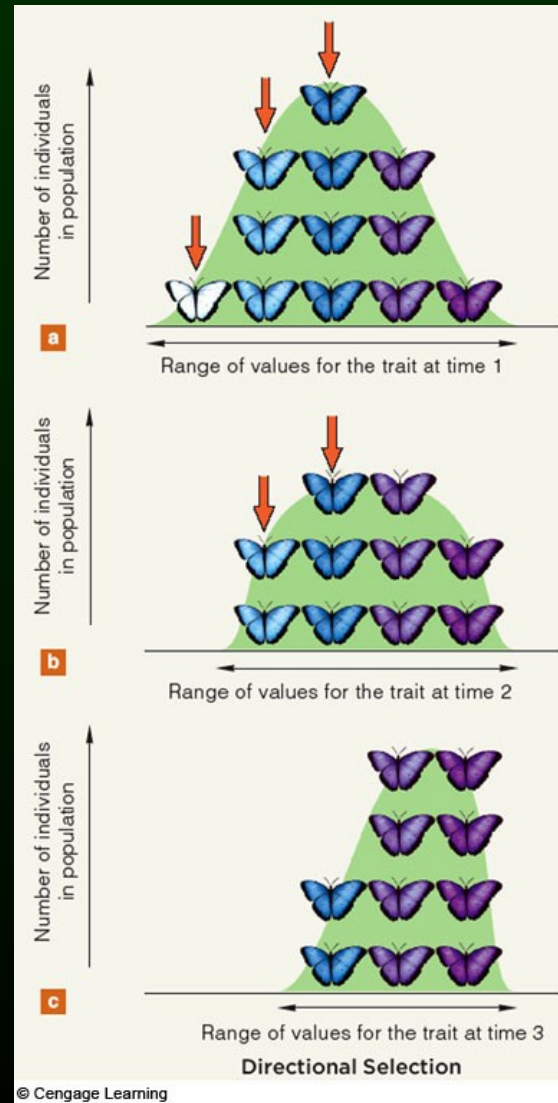 Number of individuals
in population
a
Range of values for the trait at time 1
Number of individuals
in population
b
Range of values for the trait at time 2
Number of individuals
in population
c
Range of values for the trait at time 3
Directional Selection
© Cengage Learning